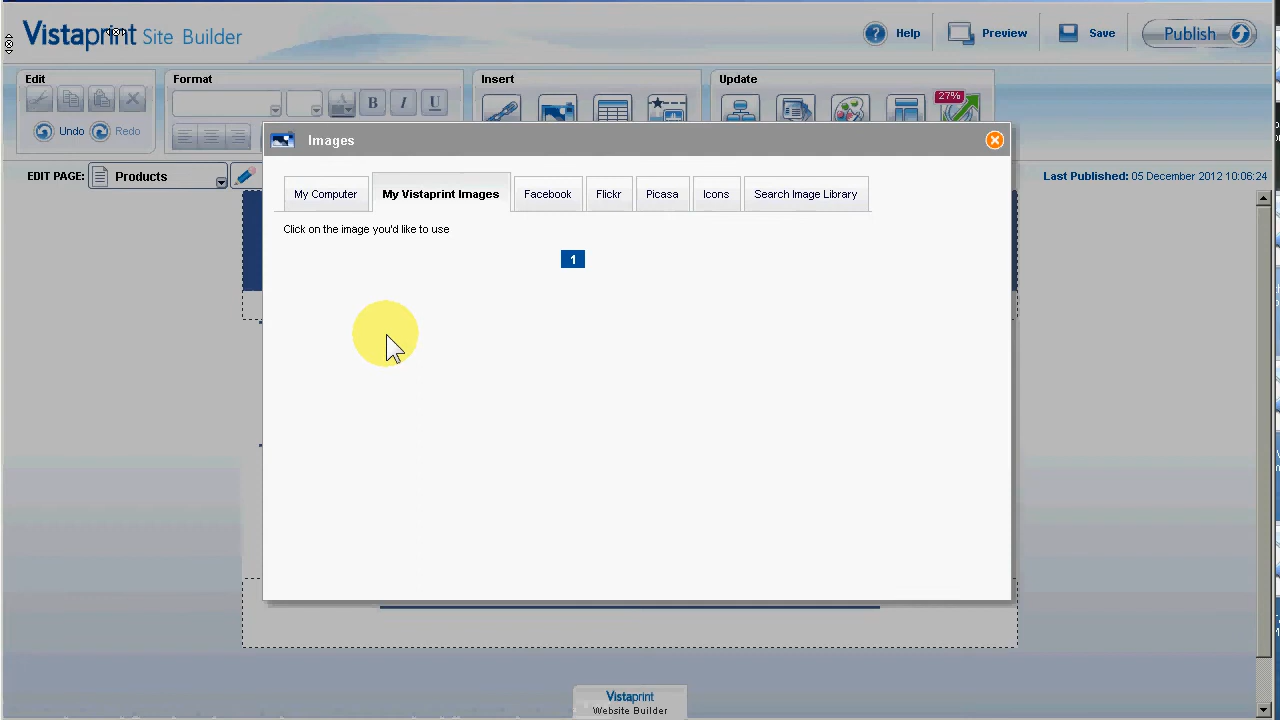 Vistaprint Site Builder
Help
Preview
Save
Publish
Edit
Format
Insert
Update
B I U
27%
Undo
Redo
Images
EDIT PAGE:
Products
Last Published: 05 December 2012 10:06:24
My Computer
My Vistaprint Images
Facebook
Flickr
Picasa
Icons
Search Image Library
Click on the image you'd like to use
1
Vistaprint
Website Builder